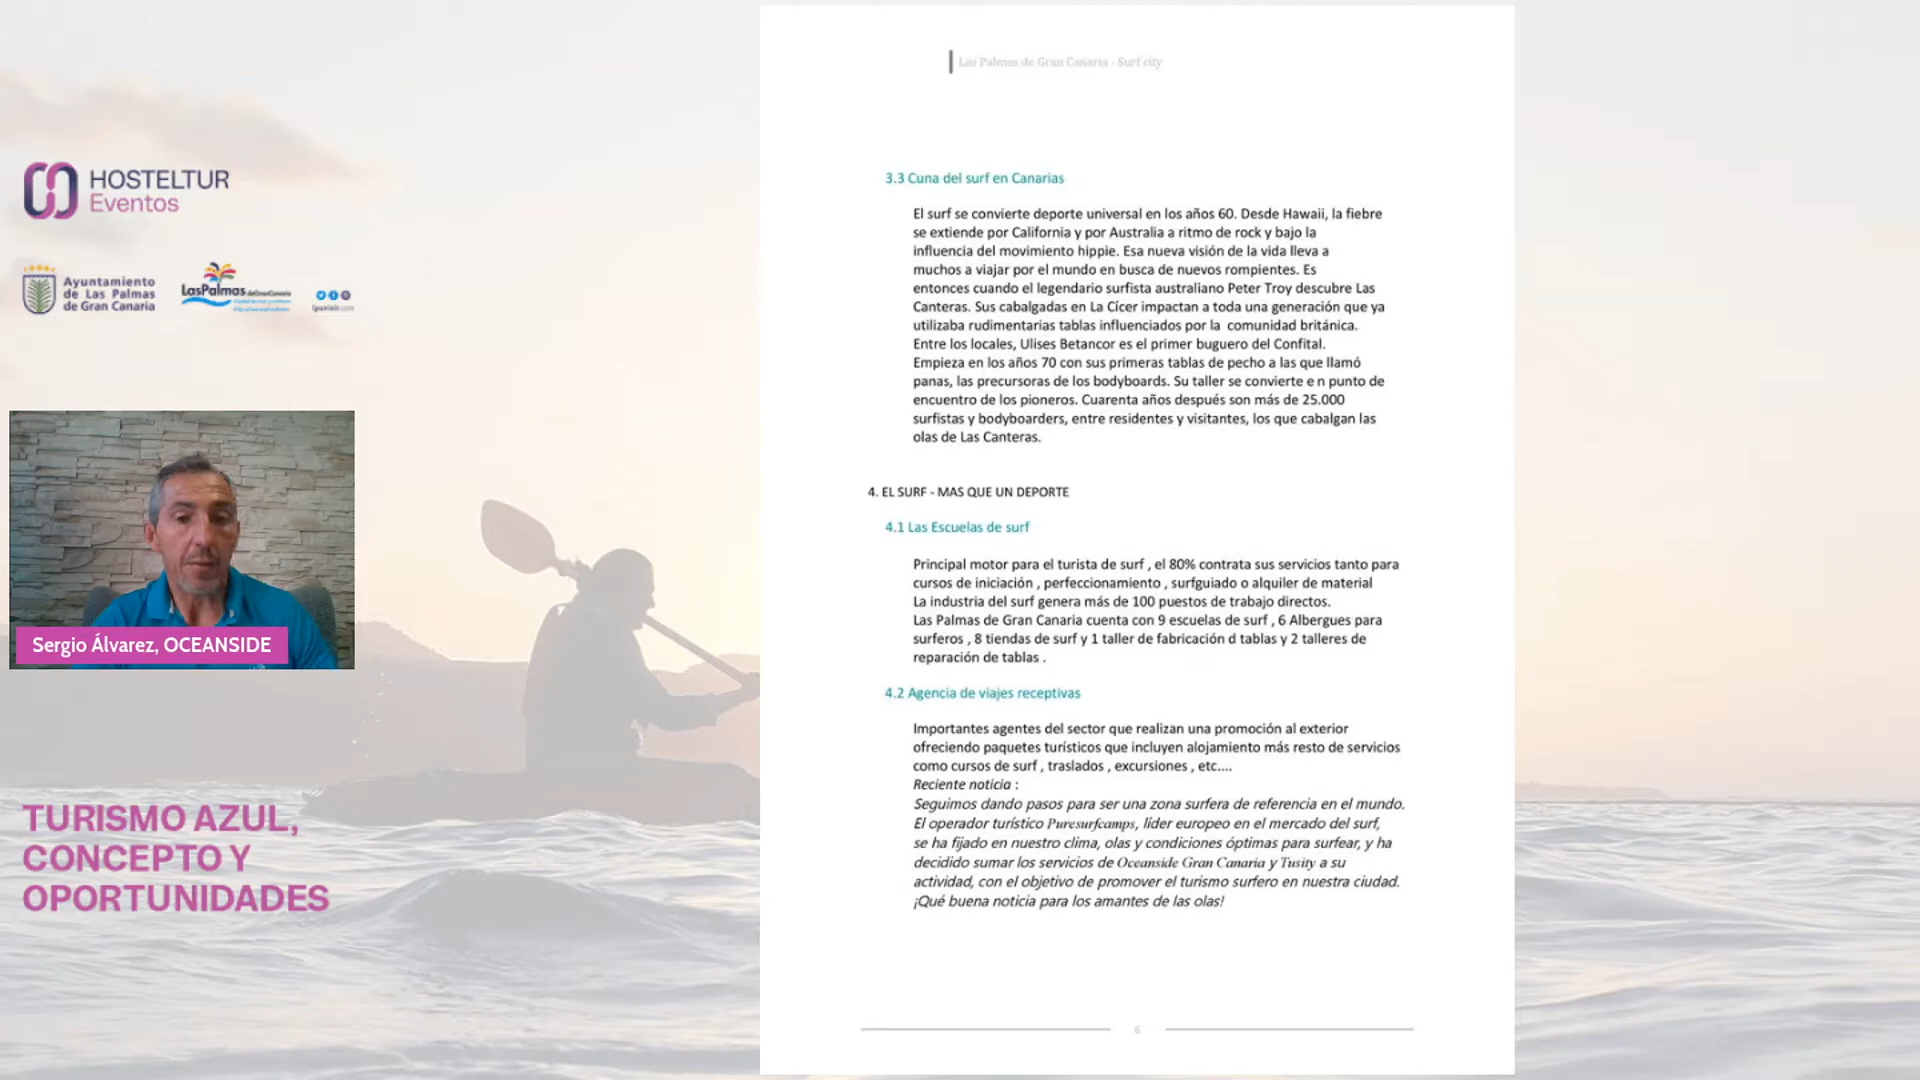 HOSTELTUR
Eventos
Ayuntamiento
de Las Palmas
de Gran Canaria
LasPalmas
deGranCanaria
lpavisit.com
Sergio Álvarez, OCEANSIDE
TURISMO AZUL,
CONCEPTO Y
OPORTUNIDADES
Las Palmas de Gran Canaria - Surf city
3.3 Cuna del surf en Canarias
El surf se convierte deporte universal en los años 60. Desde Hawaii, la fiebre
se extiende por California y por Australia a ritmo de rock y bajo la
influencia del movimiento hippie. Esa nueva visión de la vida lleva a
muchos a viajar por el mundo en busca de nuevos rompientes. Es
entonces cuando el legendario surfista australiano Peter Troy descubre Las
Canteras. Sus cabalgadas en La Cícer impactan a toda una generación que ya
utilizaba rudimentarias tablas influenciados por la comunidad británica.
Entre los locales, Ulises Betancor es el primer buguero del Confital.
Empieza en los años 70 con sus primeras tablas de pecho a las que llamó
panas, las precursoras de los bodyboards. Su taller se convierte e n punto de
encuentro de los pioneros. Cuarenta años después son más de 25.000
surfistas y bodyboarders, entre residentes y visitantes, los que cabalgan las
olas de Las Canteras.
4. EL SURF - MAS QUE UN DEPORTE
4.1 Las Escuelas de surf
Principal motor para el turista de surf , el 80% contrata sus servicios tanto para
cursos de iniciación , perfeccionamiento , surfguiado o alquiler de material
La industria del surf genera más de 100 puestos de trabajo directos.
Las Palmas de Gran Canaria cuenta con 9 escuelas de surf , 6 Albergues para
surferos , 8 tiendas de surf y 1 taller de fabricación d tablas y 2 talleres de
reparación de tablas .
4.2 Agencia de viajes receptivas
Importantes agentes del sector que realizan una promoción al exterior
ofreciendo paquetes turísticos que incluyen alojamiento más resto de servicios
como cursos de surf , traslados , excursiones , etc....
Reciente noticia :
Seguimos dando pasos para ser una zona surfera de referencia en el mundo.
El operador turístico Puresurfcamps, líder europeo en el mercado del surf,
se ha fijado en nuestro clima, olas y condiciones óptimas para surfear, y ha
decidido sumar los servicios de Oceanside Gran Canaria y Tusity a su
actividad, con el objetivo de promover el turismo surfero en nuestra ciudad.
¡Qué buena noticia para los amantes de las olas!
6